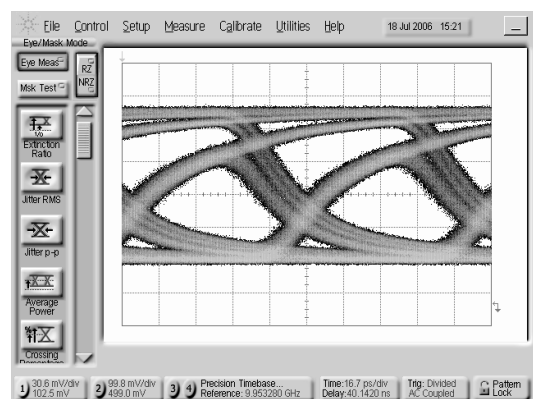 File Control Setup Measure Calibrate Utilities Help 18 Jul 2006 15:21
Eye/Mask Mode
Eye Meas
RZ
NRZ
Msk Test
Extinction
Ratio
Jitter RMS
Jitter p-p
Average
Power
Crossing
Percentage
1 30.6 mV/div
102.5 mV
2 99.8 mV/div
499.0 mV
3 4 Precision Timebase...
Reference: 9.953280 GHz
Time:16.7 ps/div
Delay:40.1420 ns
Trig: Divided
AC Coupled
Pattern
Lock